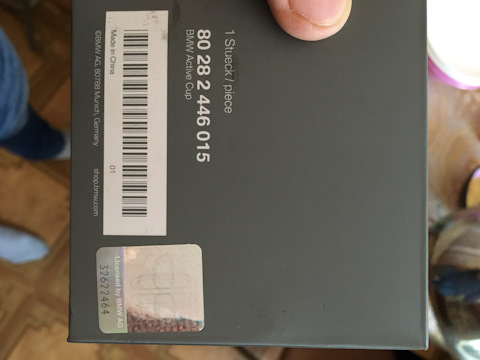 1 Stueck / piece
80 28 2 446 015
BMW Active Cup
Made in China
01
©BMW AG, 80788 Munich, Germany
shop.bmw.com
Licensed by BMW AG
32622464